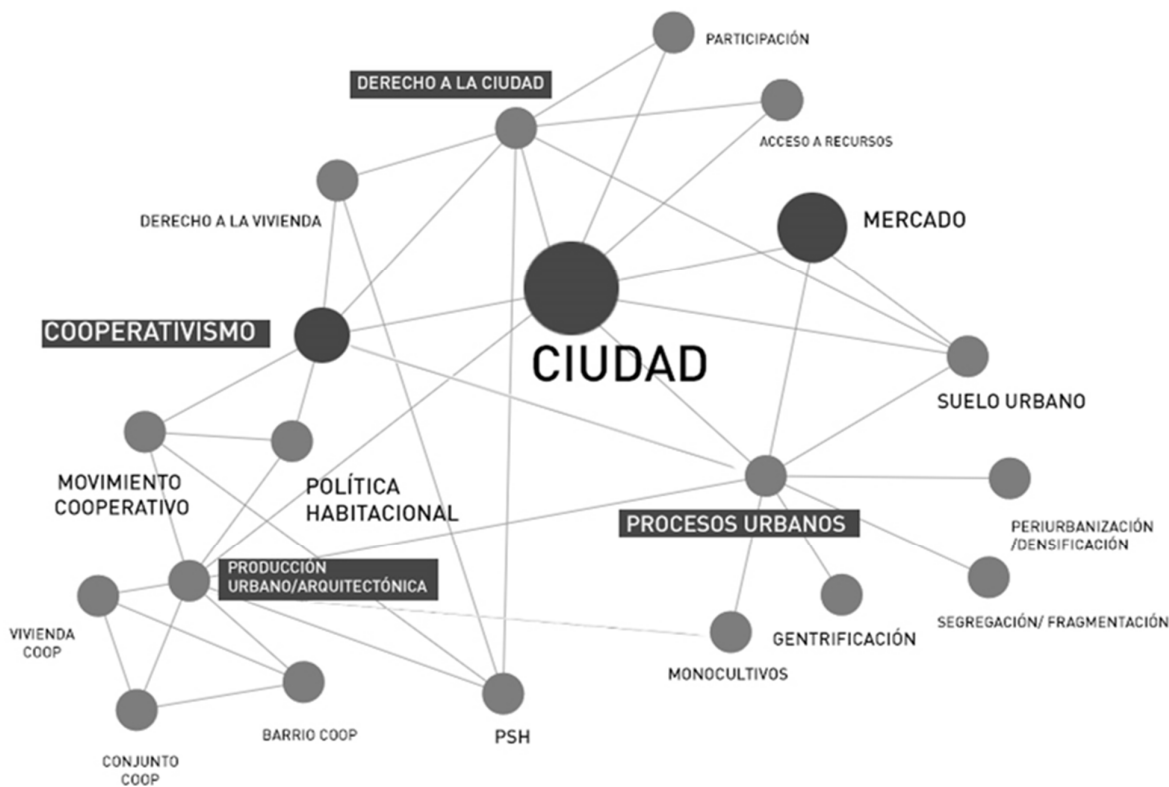 PARTICIPACIÓN
DERECHO A LA CIUDAD
ACCESO A RECURSOS
DERECHO A LA VIVIENDA
MERCADO
COOPERATIVISMO
CIUDAD
SUELO URBANO
MOVIMIENTO
COOPERATIVO
POLÍTICA
HABITACIONAL
PROCESOS URBANOS
PERIURBANIZACIÓN
/DENSIFICACIÓN
PRODUCCIÓN
URBANO/ARQUITECTÓNICA
SEGREGACIÓN/ FRAGMENTACIÓN
VIVIENDA
COOP
GENTRIFICACIÓN
MONOCULTIVOS
BARRIO COOP
PSH
CONJUNTO
COOP